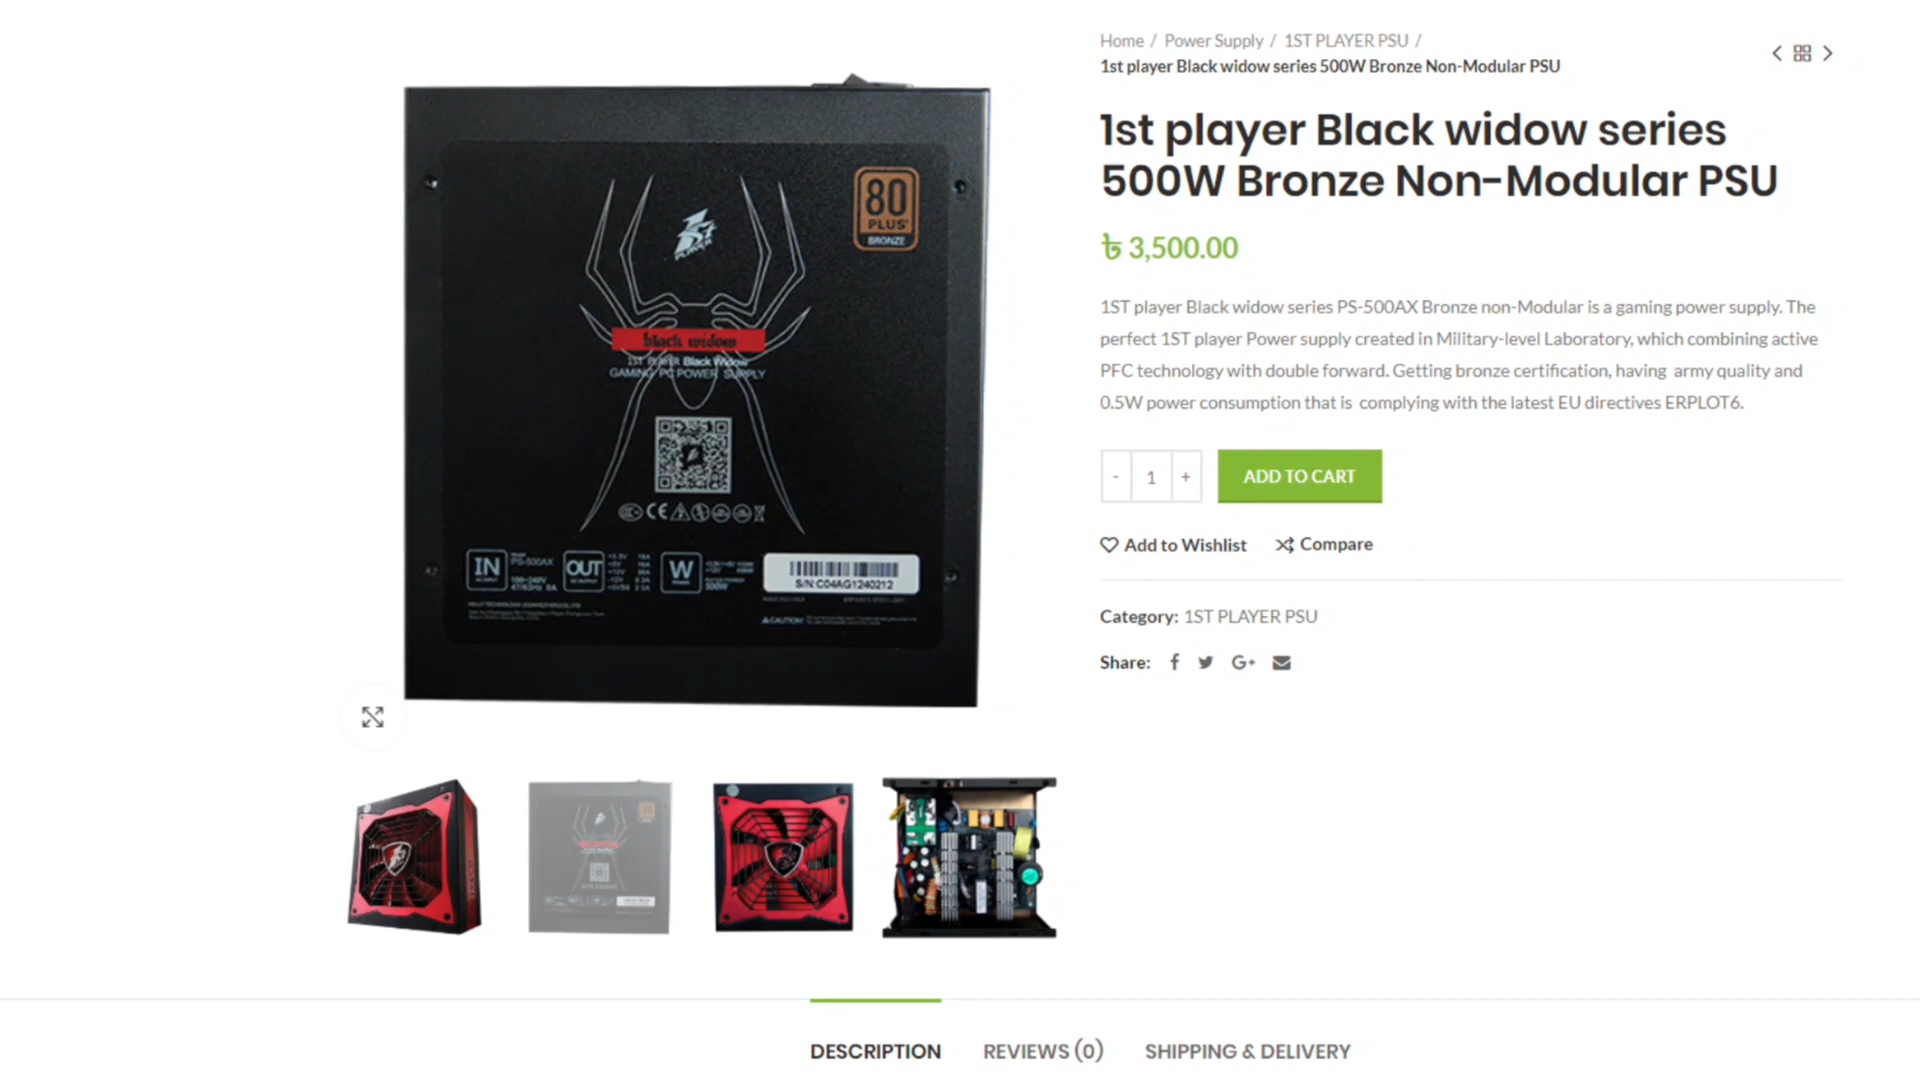 Home / Power Supply / 1ST PLAYER PSU /
1st player Black widow series 500W Bronze Non-Modular PSU
1st player Black widow series
500W Bronze Non-Modular PSU
৳ 3,500.00
1ST player Black widow series PS-500AX Bronze non-Modular is a gaming power supply. The
perfect 1ST player Power supply created in Military-level Laboratory, which combining active
PFC technology with double forward. Getting bronze certification, having army quality and
0.5W power consumption that is complying with the latest EU directives ERPLOT6.
- 1 +
ADD TO CART
Add to Wishlist
Compare
Category: 1ST PLAYER PSU
Share: G+
80
PLUS
BRONZE
1ST PLAYER
black widow
1ST PLAYER Black Widow
GAMING PC POWER SUPPLY
CE
IN
PS-500AX
100-240V
OUT
W
500W
S/N:C04AG1240212
CAUTION
DESCRIPTION
REVIEWS (0)
SHIPPING & DELIVERY